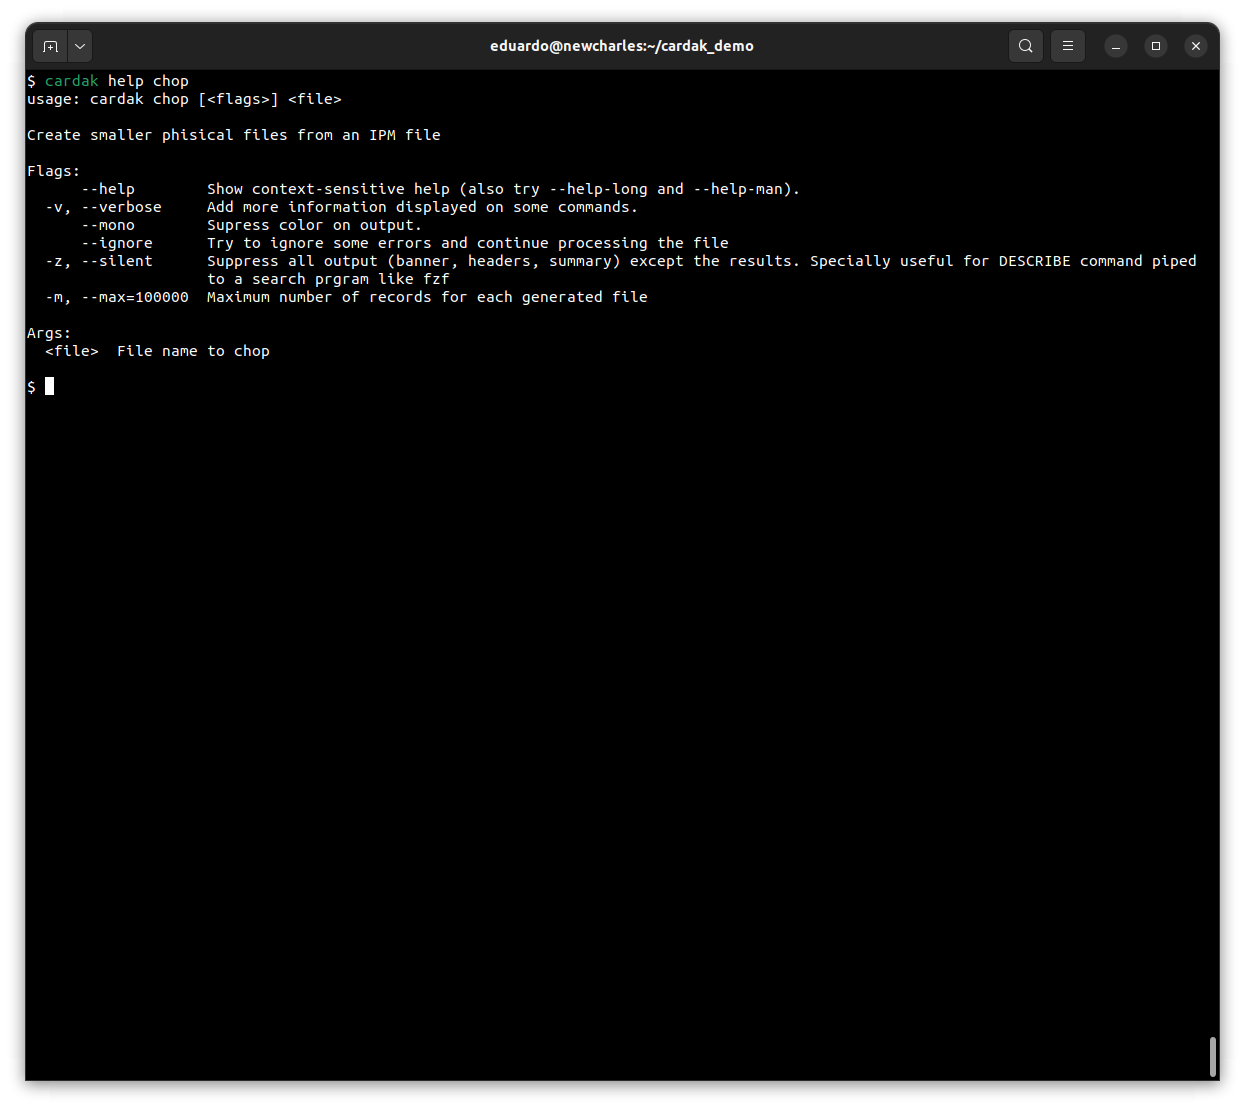 eduardo@newcharles:~/cardak_demo
$ cardak help chop
usage: cardak chop [<flags>] <file>
Create smaller phisical files from an IPM file
Flags:
--help Show context-sensitive help (also try --help-long and --help-man).
-v, --verbose Add more information displayed on some commands.
--mono Supress color on output.
--ignore Try to ignore some errors and continue processing the file
-z, --silent Suppress all output (banner, headers, summary) except the results. Specially useful for DESCRIBE command piped
to a search prgram like fzf
-m, --max=100000 Maximum number of records for each generated file
Args:
<file> File name to chop
$